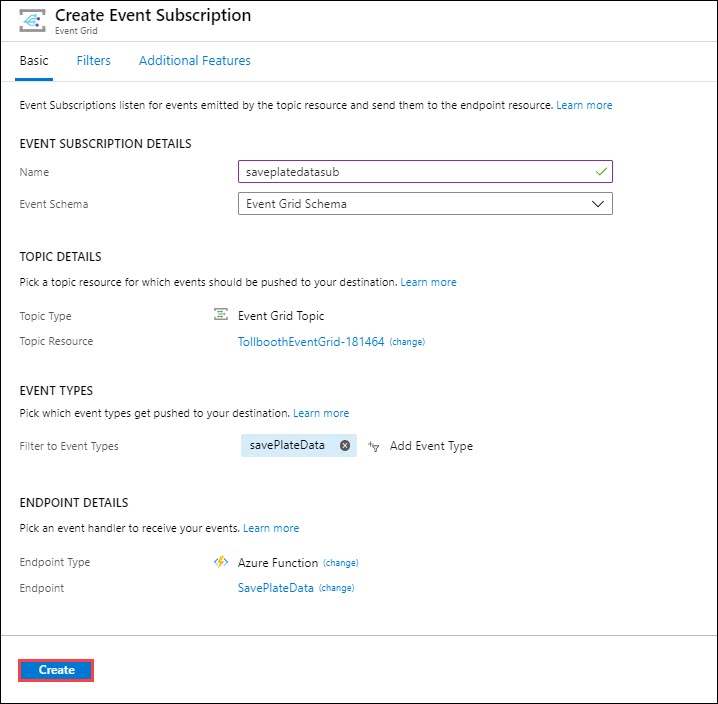 Create Event Subscription
Event Grid
Basic Filters Additional Features
Event Subscriptions listen for events emitted by the topic resource and send them to the endpoint resource. Learn more
EVENT SUBSCRIPTION DETAILS
Name saveplatedatasub
Event Schema Event Grid Schema
TOPIC DETAILS
Pick a topic resource for which events should be pushed to your destination. Learn more
Topic Type Event Grid Topic
Topic Resource TollboothEventGrid-181464 (change)
EVENT TYPES
Pick which event types get pushed to your destination. Learn more
Filter to Event Types savePlateData Add Event Type
ENDPOINT DETAILS
Pick an event handler to receive your events. Learn more
Endpoint Type Azure Function (change)
Endpoint SavePlateData (change)
Create